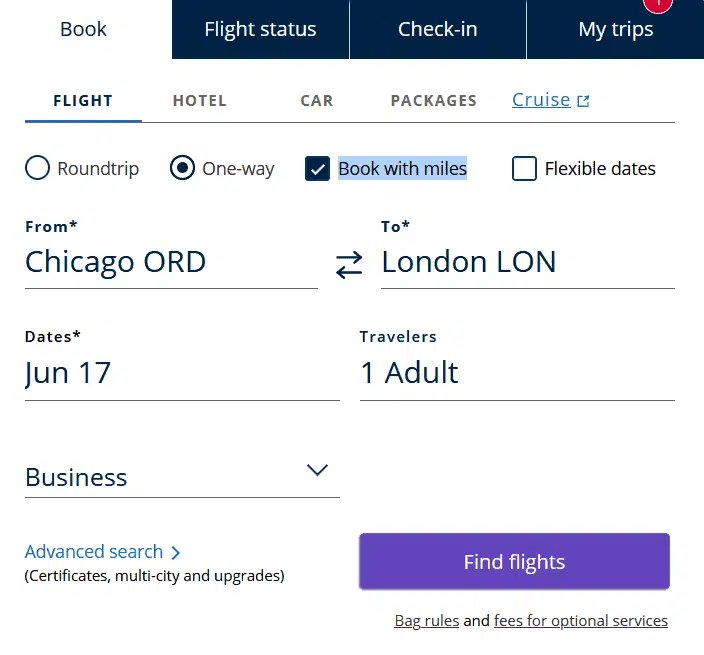 Book Flight status Check-in My trips
FLIGHT HOTEL CAR PACKAGES Cruise
Roundtrip One-way Book with miles Flexible dates
From* To*
Chicago ORD London LON
Dates* Travelers
Jun 17 1 Adult
Business
Advanced search
(Certificates, multi-city and upgrades)
Find flights
Bag rules and fees for optional services